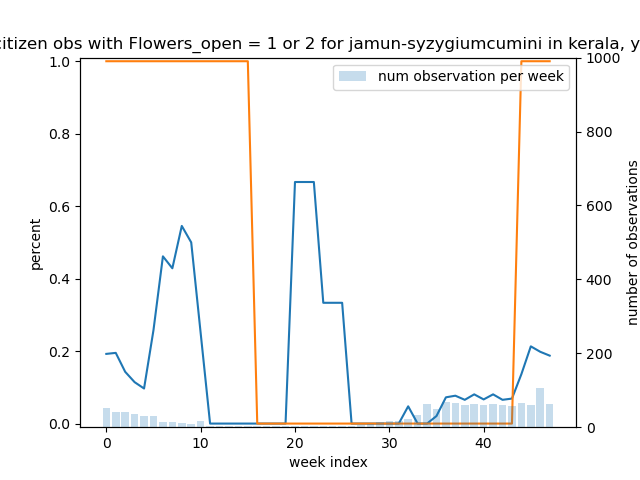 citizen obs with Flowers_open = 1 or 2 for jamun-syzygiumcumini in kerala, y
num observation per week
1.0
0.8
0.6
0.4
0.2
0.0
percent
1000
800
600
400
200
0
number of observations
0 10 20 30 40
week index